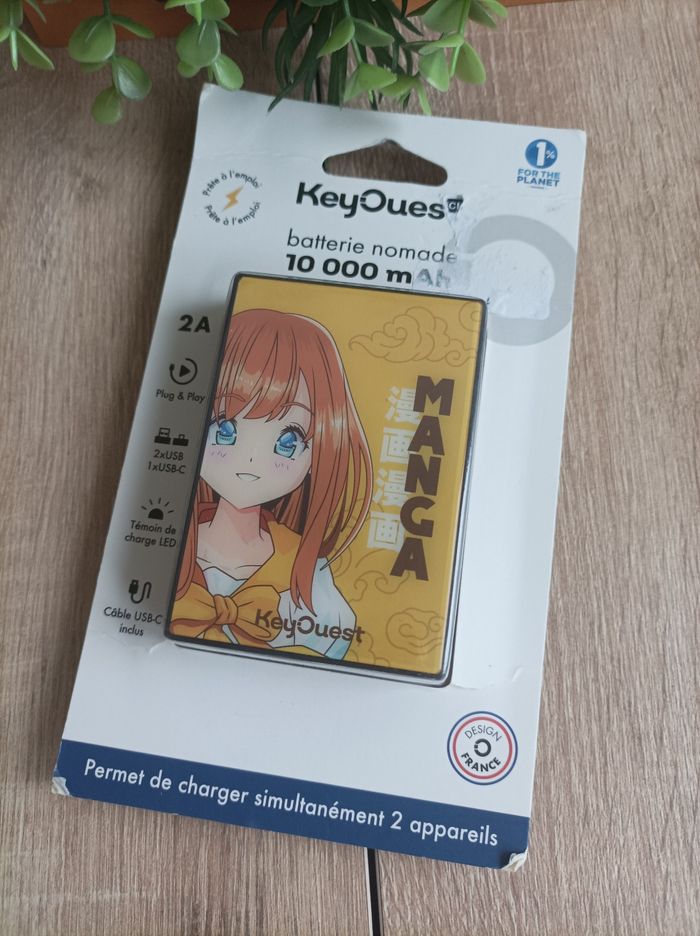 Prête à l'emploi
Prête à l'emploi
1%
FOR THE
PLANET
KeyOuest
batterie nomade
10 000 mAh
2A
Plug & Play
2xUSB
1xUSB-C
Témoin de
charge LED
Câble USB-C
inclus
MANGA
漫画漫画
KeyOuest
DESIGN
FRANCE
Permet de charger simultanément 2 appareils